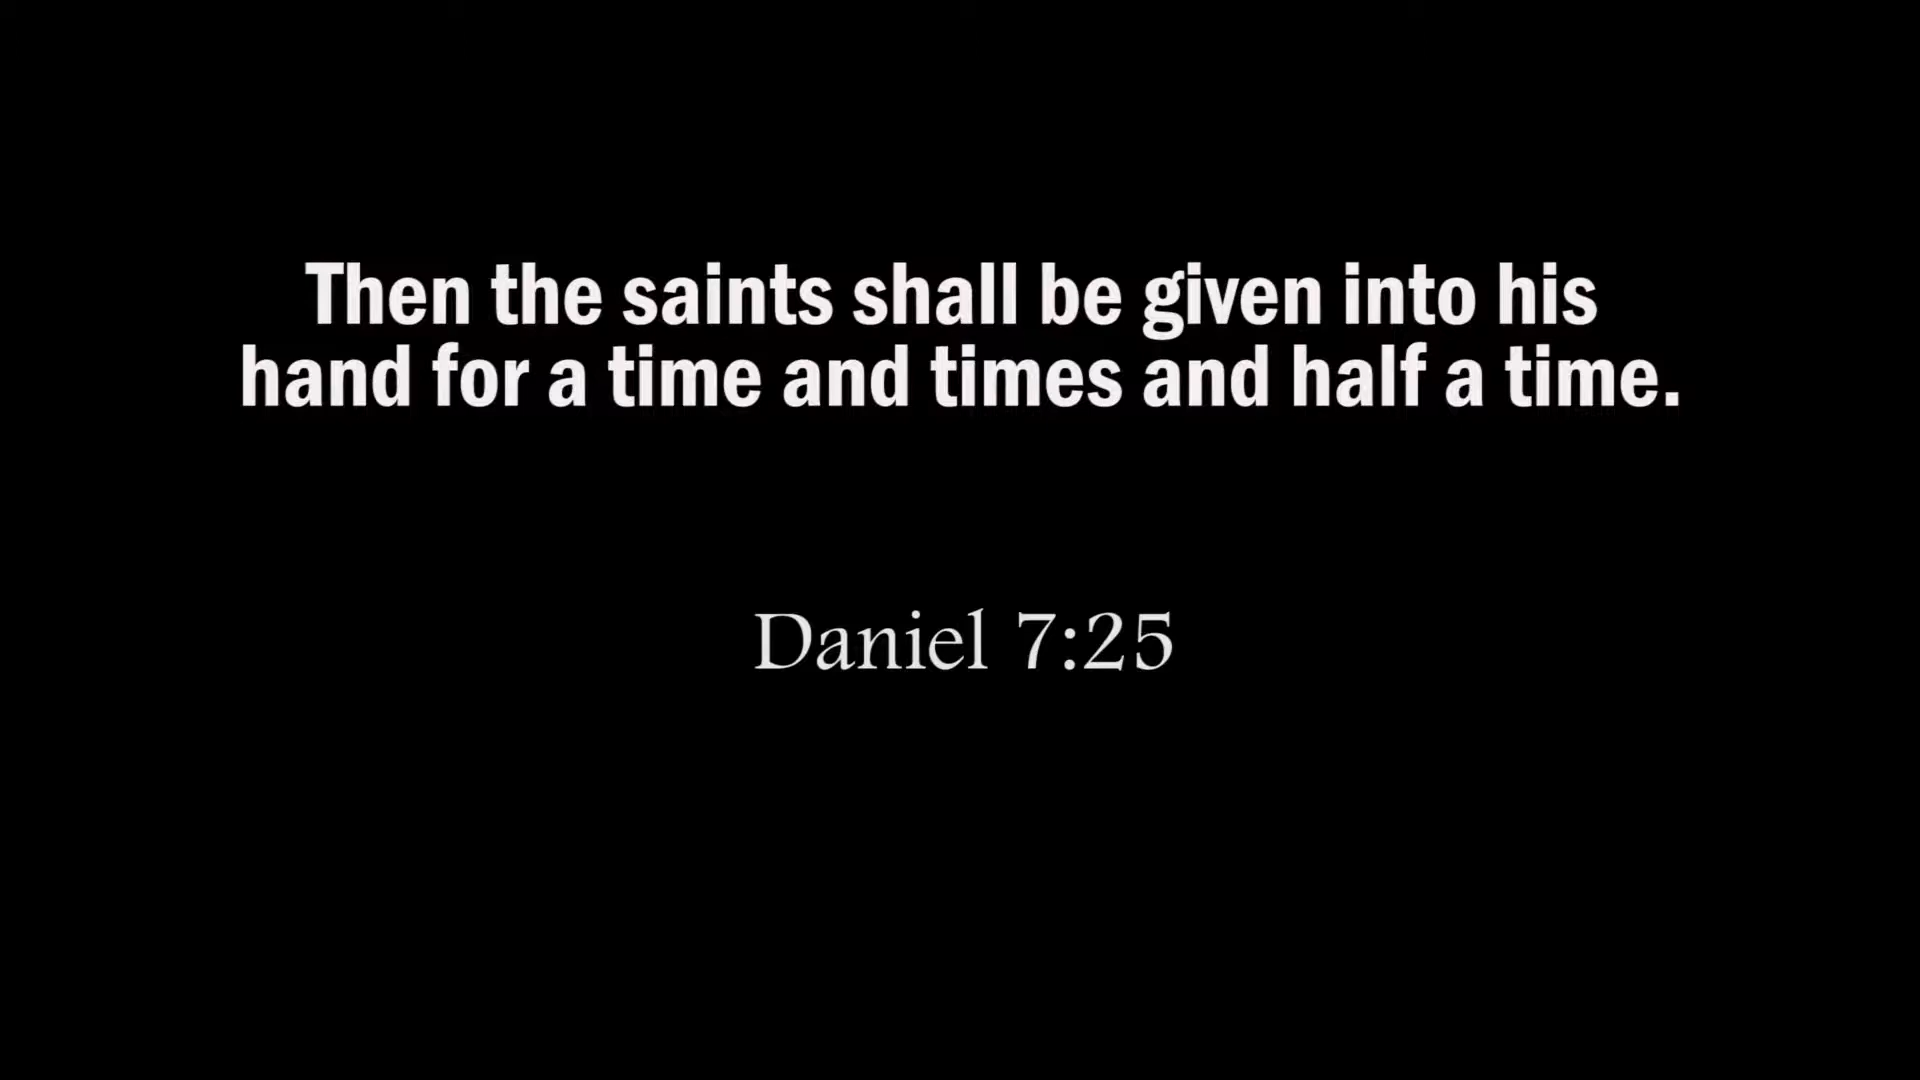 Then the saints shall be given into his
hand for a time and times and half a time.
Daniel 7:25